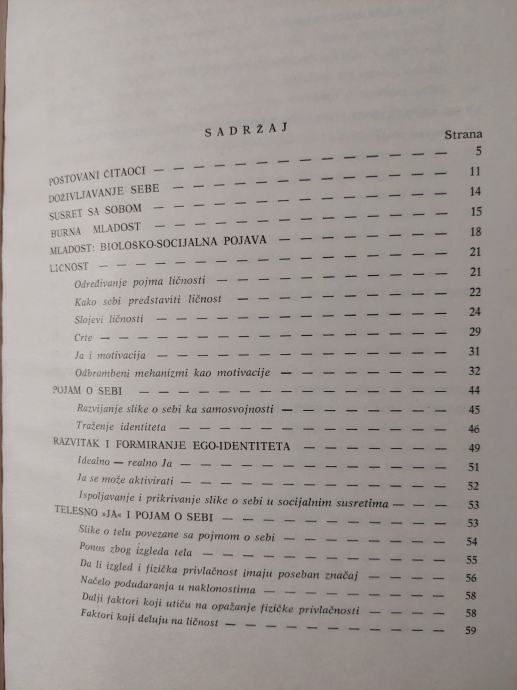 SADRŽAJ
Strana
POSTOVANI ČITAOCI — — — — — — — — — — — — 5
DOŽIVLJAVANJE SEBE — — — — — — — — — — — — 11
SUSRET SA SOBOM — — — — — — — — — — — — 14
BURNA MLADOST — — — — — — — — — — — — 15
MLADOST: BIOLOSKO-SOCIJALNA POJAVA — — — — — — — 18
LIČNOST — — — — — — — — — — — — — — 21
Određivanje pojma ličnosti — — — — — — — — — 21
Kako sebi predstaviti ličnost — — — — — — — — — 22
Slojevi ličnosti — — — — — — — — — — — — 24
Crte — — — — — — — — — — — — — — 29
Ja i motivacija — — — — — — — — — — — — 31
Odbrambeni mehanizmi kao motivacije — — — — — — — 32
POJAM O SEBI — — — — — — — — — — — — — 44
Razvijanje slike o sebi ka samosvojnosti — — — — — — — 45
Traženje identiteta — — — — — — — — — — — 46
RAZVITAK I FORMIRANJE EGO-IDENTITETA — — — — — — 49
Idealno — realno Ja — — — — — — — — — — — 51
Ja se može aktivirati — — — — — — — — — — — 52
Ispoljavanje i prikrivanje slike o sebi u socijalnim susretima — — 53
TELESNO »JA« I POJAM O SEBI — — — — — — — — — 53
Slike o telu povezane sa pojmom o sebi — — — — — — — 54
Ponos zbog izgleda tela — — — — — — — — — — 55
Da li izgled i fizička privlačnost imaju poseban značaj — — — — 56
Načelo podudaranja u naklonostima — — — — — — — — 58
Dalji faktori koji utiču na opažanje fizičke privlačnosti — — — — 58
Faktori koji deluju na ličnost — — — — — — — — — 59